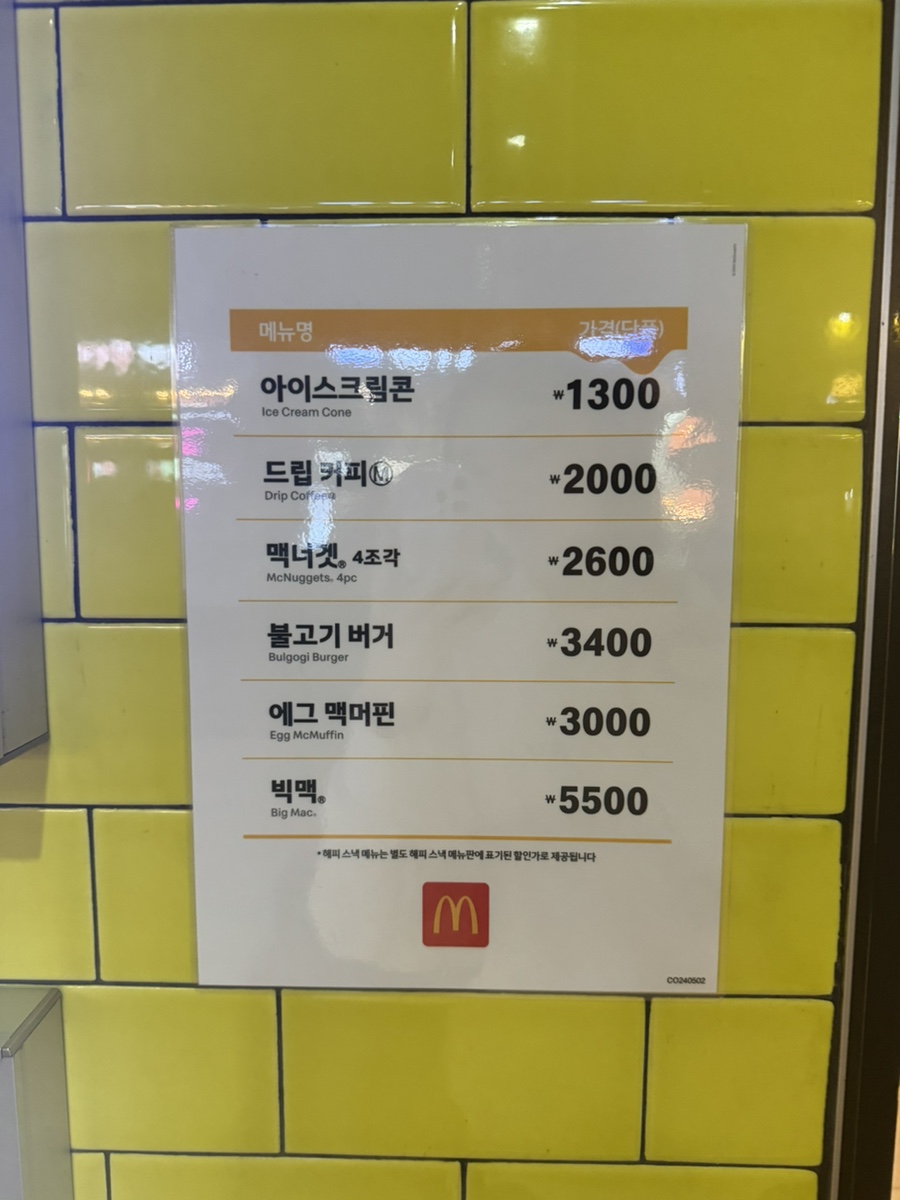 메뉴명 가격(단품)
아이스크림콘 ₩1300
Ice Cream Cone
드립 커피Ⓜ ₩2000
Drip Coffee®
맥너겟® 4조각 ₩2600
McNuggets® 4pc
불고기 버거 ₩3400
Bulgogi Burger
에그 맥머핀 ₩3000
Egg McMuffin
빅맥® ₩5500
Big Mac®
* 해피 스낵 메뉴는 별도 해피 스낵 메뉴판에 표기된 할인가로 제공됩니다
CO240502